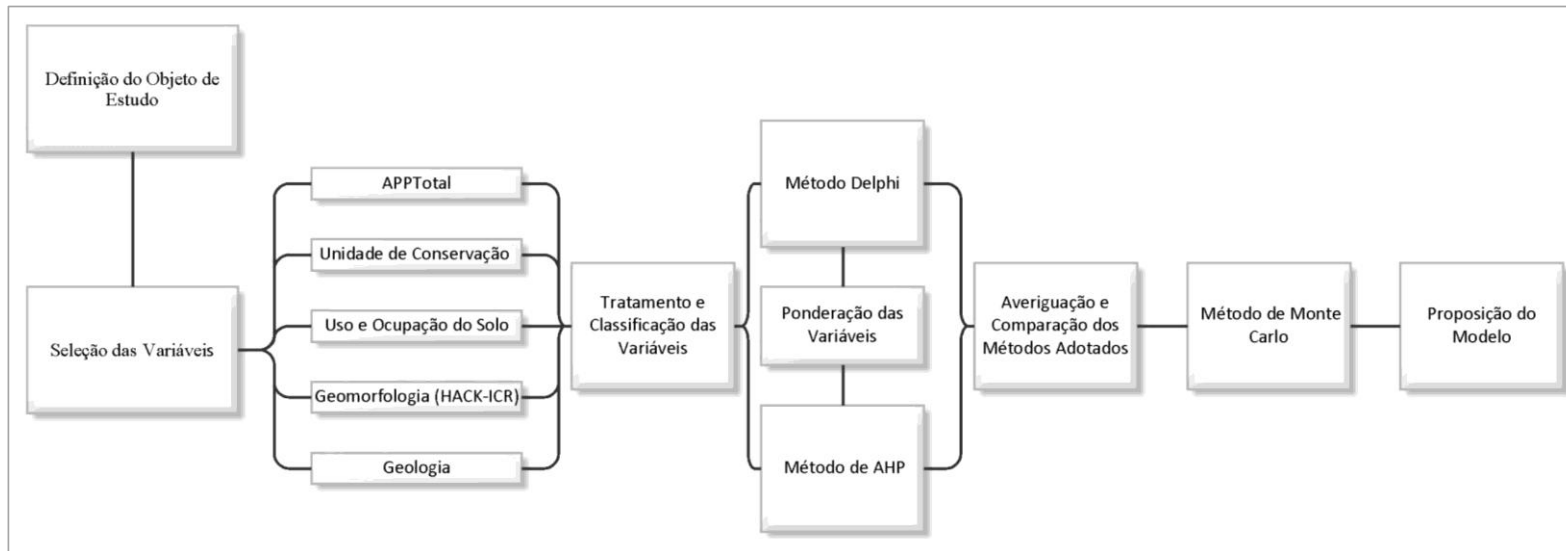 Definição do Objeto de
Estudo
Seleção das Variáveis
APPTotal
Unidade de Conservação
Uso e Ocupação do Solo
Geomorfologia (HACK-ICR)
Geologia
Tratamento e
Classificação das
Variáveis
Método Delphi
Ponderação das
Variáveis
Método de AHP
Averiguação e
Comparação dos
Métodos Adotados
Método de Monte
Carlo
Proposição do
Modelo